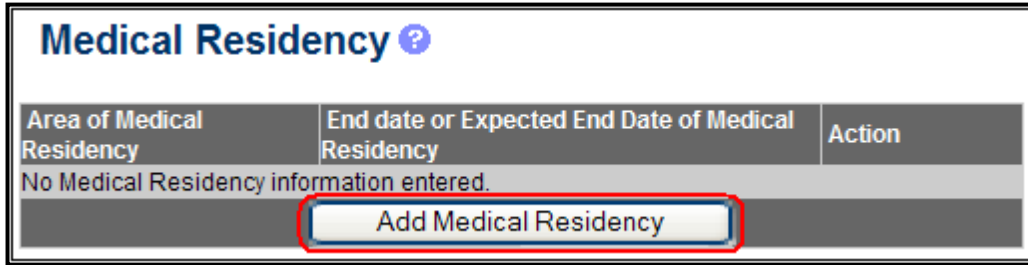 Medical Residency ?
Area of Medical Residency
End date or Expected End Date of Medical Residency
Action
No Medical Residency information entered.
Add Medical Residency